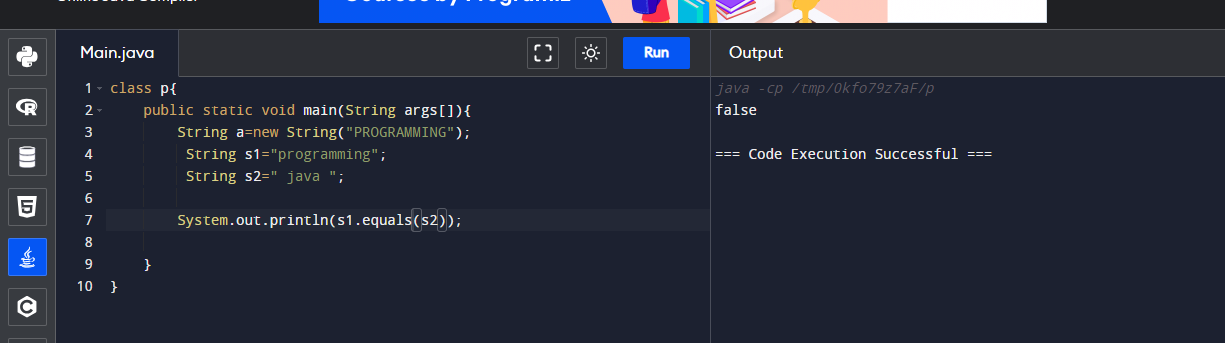 Main.java
Run
Output
1 class p{
2 public static void main(String args[]){
3 String a=new String("PROGRAMMING");
4 String s1="programming";
5 String s2=" java ";
6
7 System.out.println(s1.equals(s2));
8
9 }
10 }
java -cp /tmp/0kfo79z7aF/p
false
=== Code Execution Successful ===